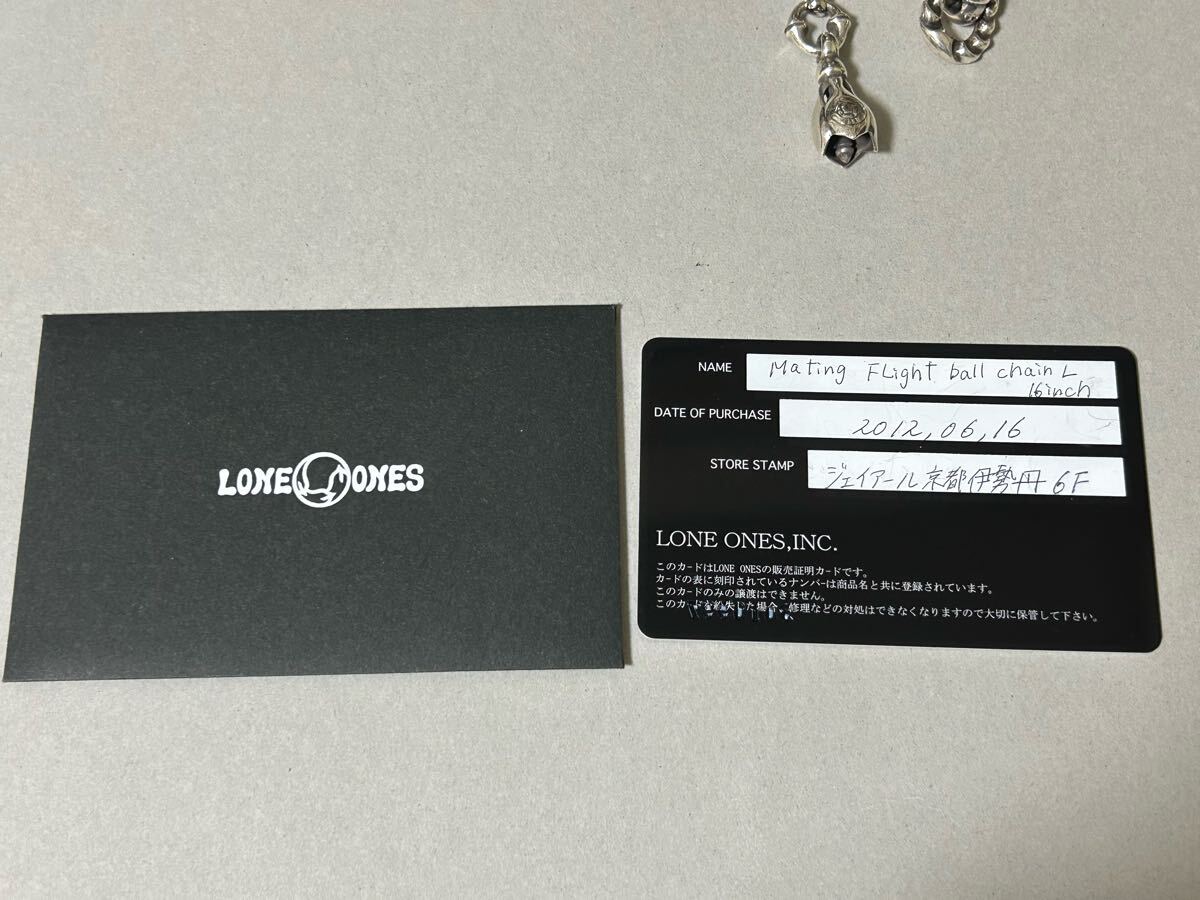 LONE ONES
NAME
Mating FLight ball chain L
16inch
DATE OF PURCHASE
2012,06,16
STORE STAMP
ジェイアール京都伊勢丹 6F
LONE ONES,INC.
このカードはLONE ONESの販売証明カードです。
カードの表に刻印されているナンバーは商品名と共に登録されています。
このカードのみの譲渡はできません。
このカードを紛失した場合、修理などの対処はできなくなりますので大切に保管して下さい。